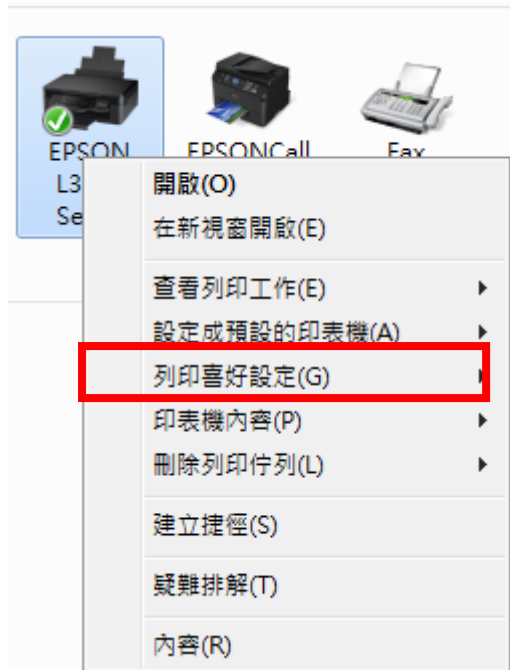 EPSON
L3
Se
EPSONCall
Fax
開啟(O)
在新視窗開啟(E)
查看列印工作(E)
設定成預設的印表機(A)
列印喜好設定(G)
印表機內容(P)
刪除列印佇列(L)
建立捷徑(S)
疑難排解(T)
內容(R)